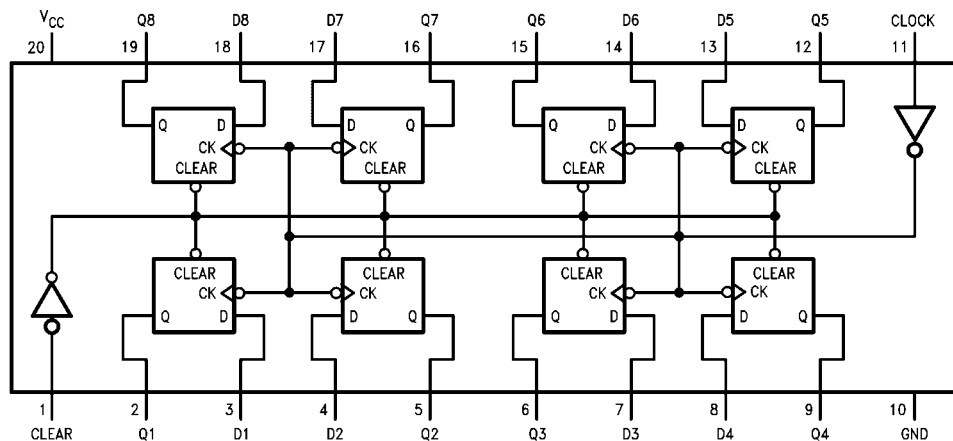 VCC Q8 D8 D7 Q7 Q6 D6 D5 Q5 CLOCK
20 19 18 17 16 15 14 13 12 11
Q D D Q Q D D Q
CK CK CK CK
CLEAR CLEAR CLEAR CLEAR
CLEAR CLEAR CLEAR CLEAR
CK CK CK CK
Q D D Q Q D D Q
1 2 3 4 5 6 7 8 9 10
CLEAR Q1 D1 D2 Q2 Q3 D3 D4 Q4 GND